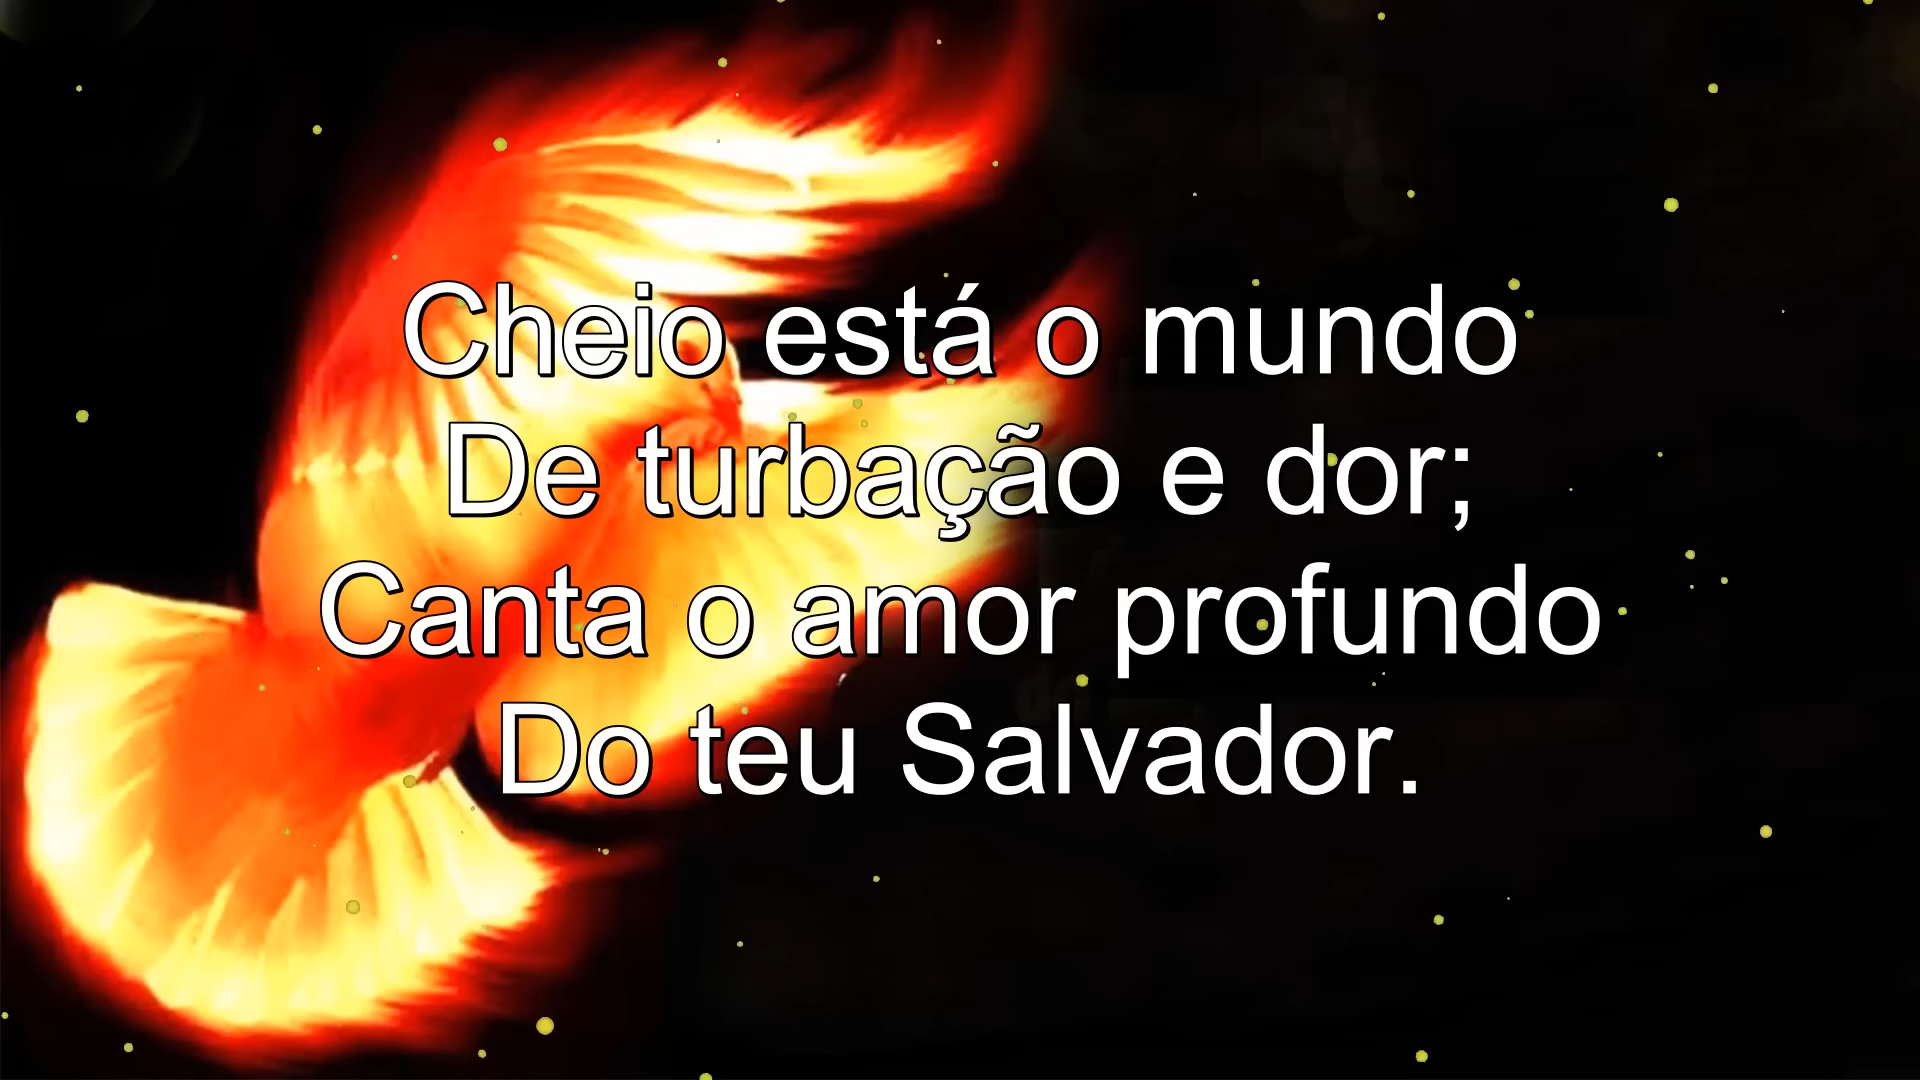 Cheio está o mundo
De turbação e dor;
Canta o amor profundo
Do teu Salvador.